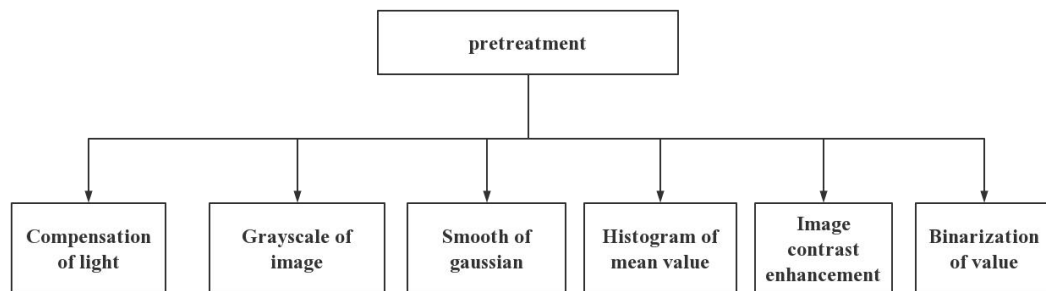 pretreatment
Compensation
of light
Grayscale of
image
Smooth of
gaussian
Histogram of
mean value
Image
contrast
enhancement
Binarization
of value